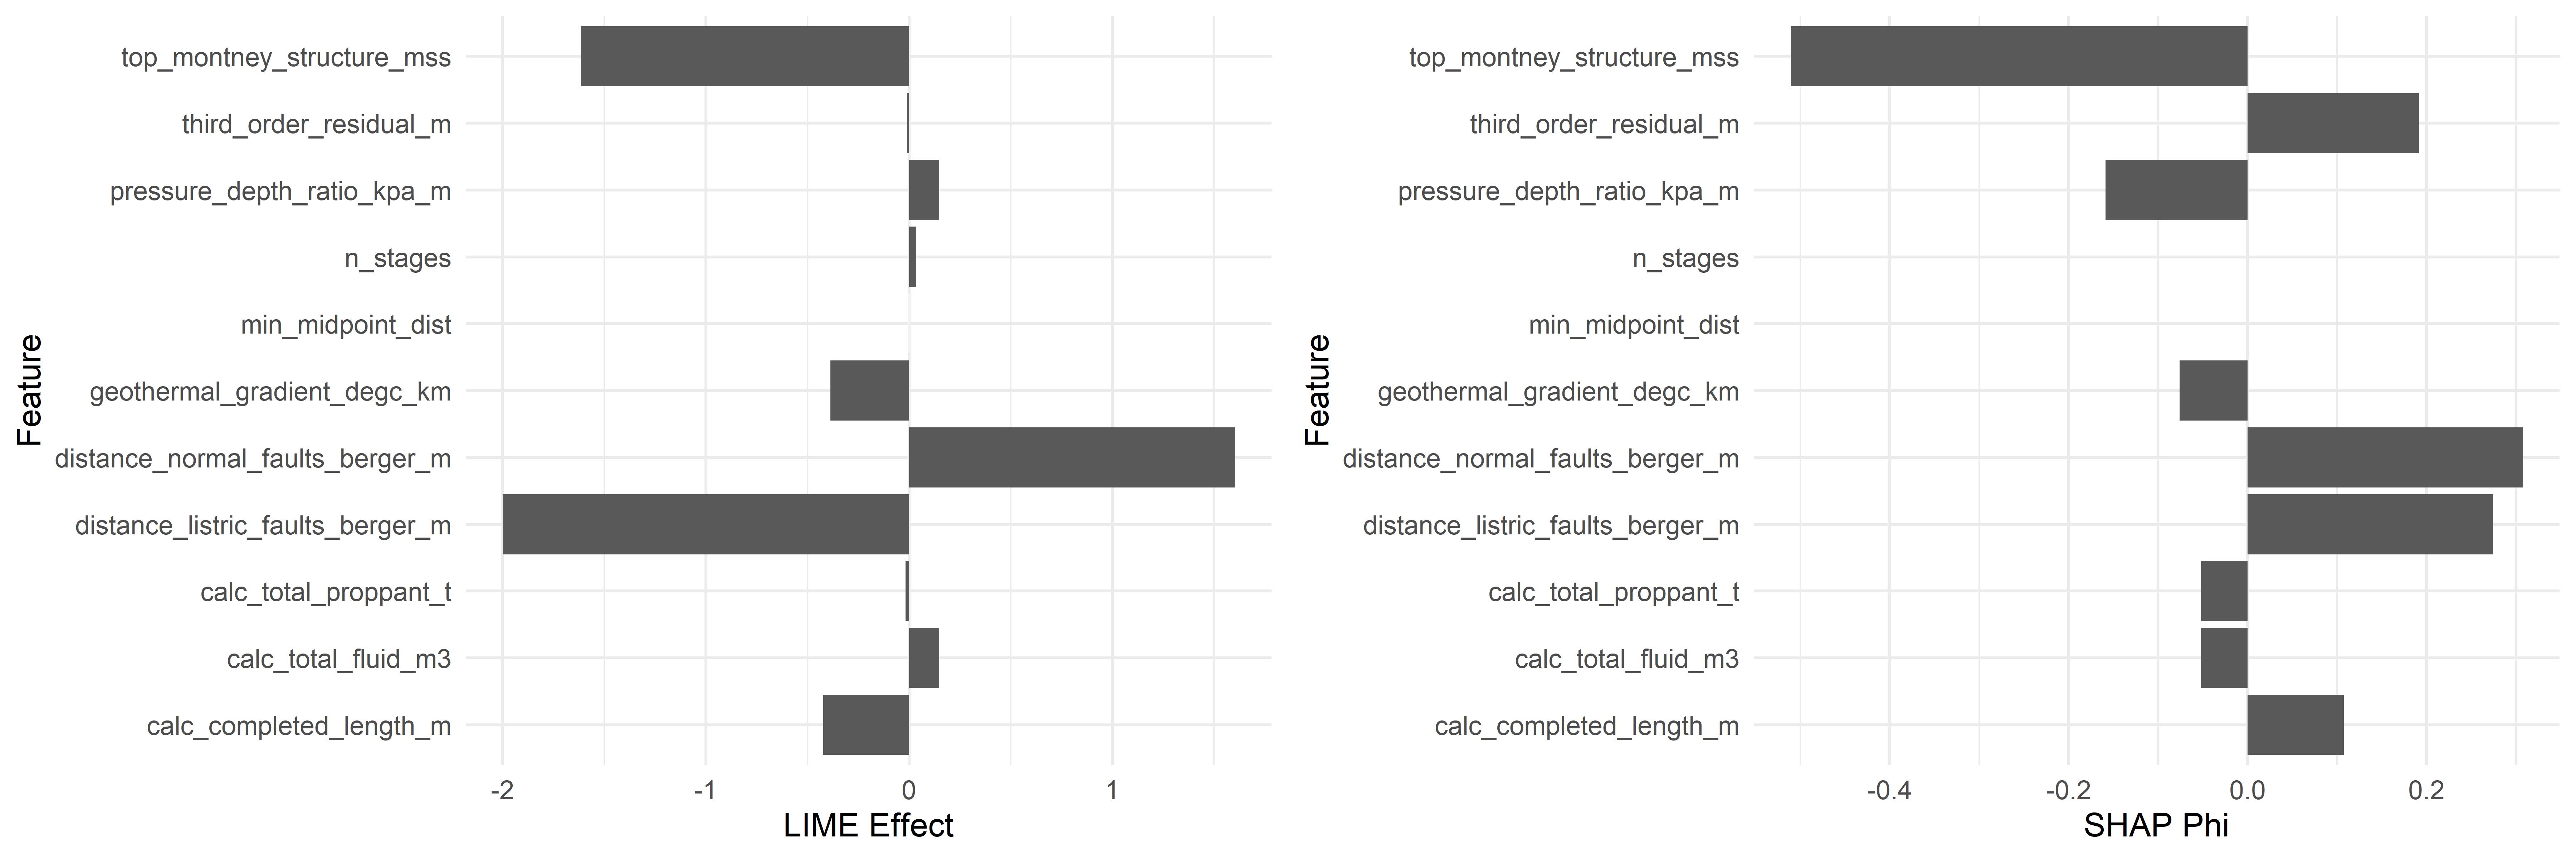 top_montney_structure_mss
third_order_residual_m
pressure_depth_ratio_kpa_m
n_stages
min_midpoint_dist
geothermal_gradient_degc_km
distance_normal_faults_berger_m
distance_listric_faults_berger_m
calc_total_proppant_t
calc_total_fluid_m3
calc_completed_length_m
Feature
-2 -1 0 1
LIME Effect
top_montney_structure_mss
third_order_residual_m
pressure_depth_ratio_kpa_m
n_stages
min_midpoint_dist
geothermal_gradient_degc_km
distance_normal_faults_berger_m
distance_listric_faults_berger_m
calc_total_proppant_t
calc_total_fluid_m3
calc_completed_length_m
Feature
-0.4 -0.2 0.0 0.2
SHAP Phi